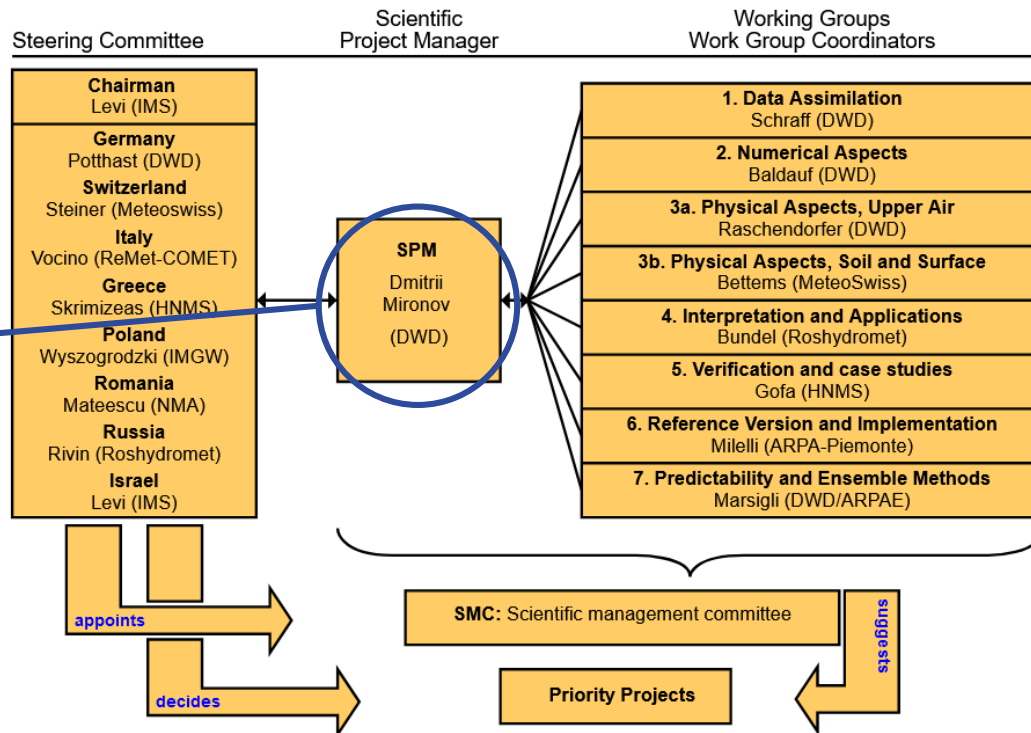 Steering Committee
Scientific
Project Manager
Working Groups
Work Group Coordinators
Chairman
Levi (IMS)
Germany
Potthast (DWD)
Switzerland
Steiner (Meteoswiss)
Italy
Vocino (ReMet-COMET)
Greece
Skrimizeas (HNMS)
Poland
Wyszogrodzki (IMGW)
Romania
Mateescu (NMA)
Russia
Rivin (Roshydromet)
Israel
Levi (IMS)
SPM
Dmitrii
Mironov
(DWD)
1. Data Assimilation
Schraff (DWD)
2. Numerical Aspects
Baldauf (DWD)
3a. Physical Aspects, Upper Air
Raschendorfer (DWD)
3b. Physical Aspects, Soil and Surface
Bettems (MeteoSwiss)
4. Interpretation and Applications
Bundel (Roshydromet)
5. Verification and case studies
Gofa (HNMS)
6. Reference Version and Implementation
Milelli (ARPA-Piemonte)
7. Predictability and Ensemble Methods
Marsigli (DWD/ARPAE)
appoints
SMC: Scientific management committee
suggests
decides
Priority Projects